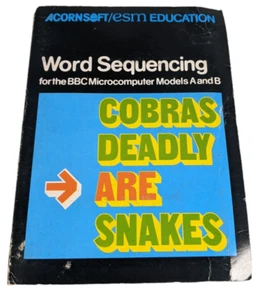 ACORNSOFT/esm EDUCATION
Word Sequencing
for the BBC Microcomputer Models A and B
COBRAS
DEADLY
ARE
SNAKES